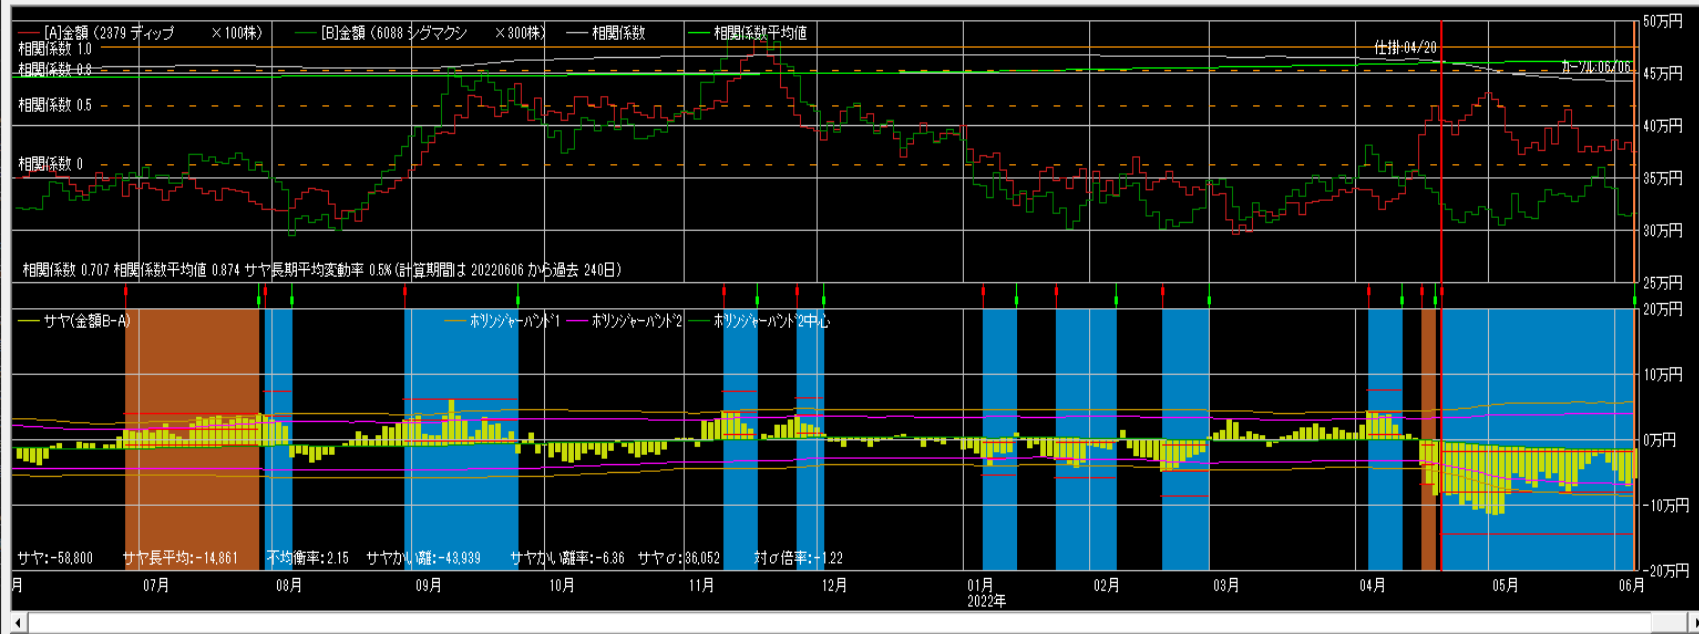 [A]金額(2379 ディップ ×100株) [B]金額(6088 シグマクシ ×300株) 相関係数 相関係数平均値
50万円
相関係数 1.0
仕掛:04/20
相関係数 0.8
カーソル:06/06
45万円
相関係数 0.5
40万円
相関係数 0
35万円
30万円
相関係数 0.707 相関係数平均値 0.874 サヤ長期平均変動率 0.5%(計算期間は 20220606 から過去 240日)
25万円
20万円
サヤ(金額B-A) ボリンジャーバンド1 ボリンジャーバンド2 ボリンジャーバンド2中心
10万円
0万円
-10万円
サヤ:-58,800 サヤ長平均:-14,861 不均衡率:2.15 サヤかい離:-43,939 サヤかい離率:-6.36 サヤσ:36,052 対σ倍率:-1.22
-20万円
月 07月 08月 09月 10月 11月 12月 01月 02月 03月 04月 05月 06月
2022年